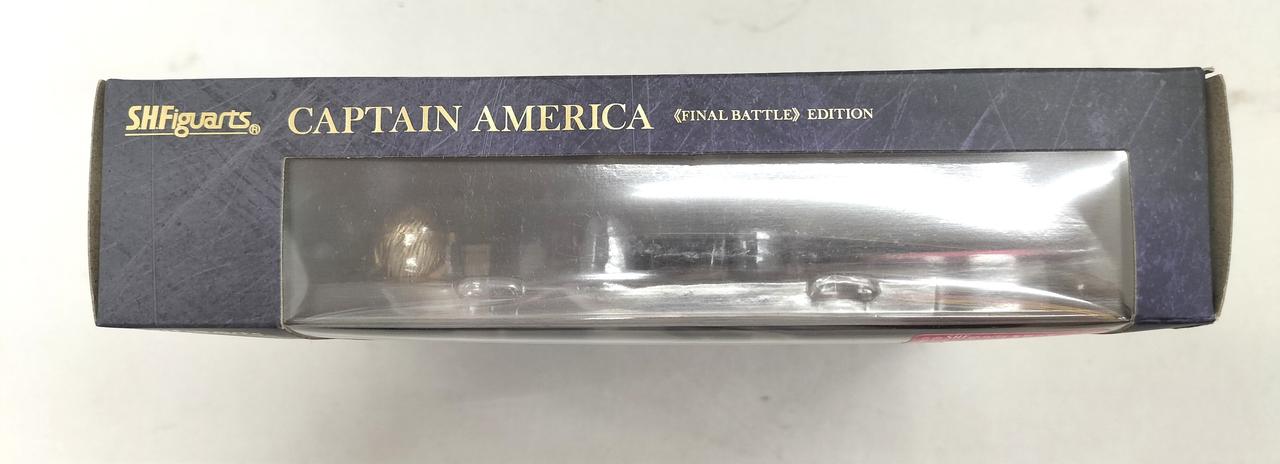 S.H.Figuarts® CAPTAIN AMERICA 《FINAL BATTLE》 EDITION